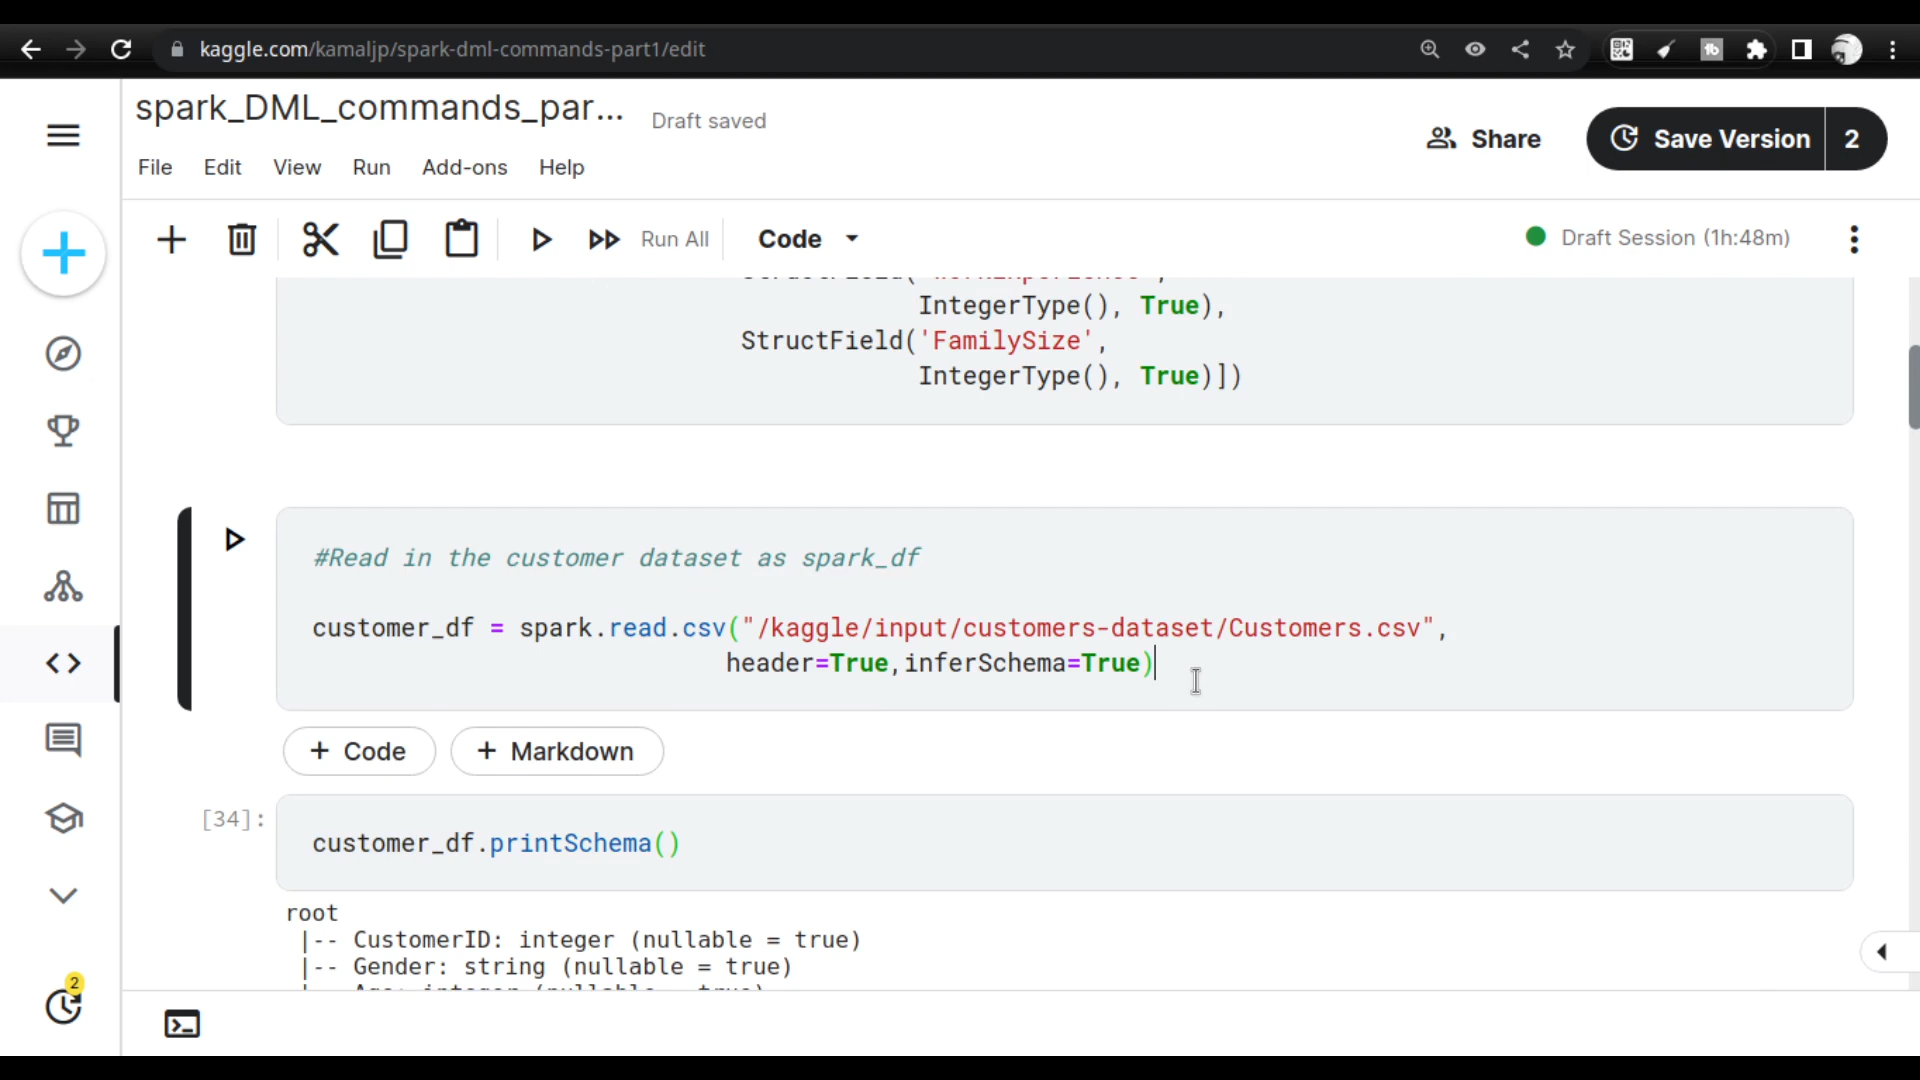 kaggle.com/kamaljp/spark-dml-commands-part1/edit
spark_DML_commands_par... Draft saved
Share Save Version 2
File Edit View Run Add-ons Help
Run All Code Draft Session (1h:48m)
IntegerType(), True),
StructField('FamilySize',
IntegerType(), True)])
#Read in the customer dataset as spark_df
customer_df = spark.read.csv("/kaggle/input/customers-dataset/Customers.csv",
header=True,inferSchema=True)
+ Code + Markdown
[34]:
customer_df.printSchema()
root
|-- CustomerID: integer (nullable = true)
|-- Gender: string (nullable = true)
2